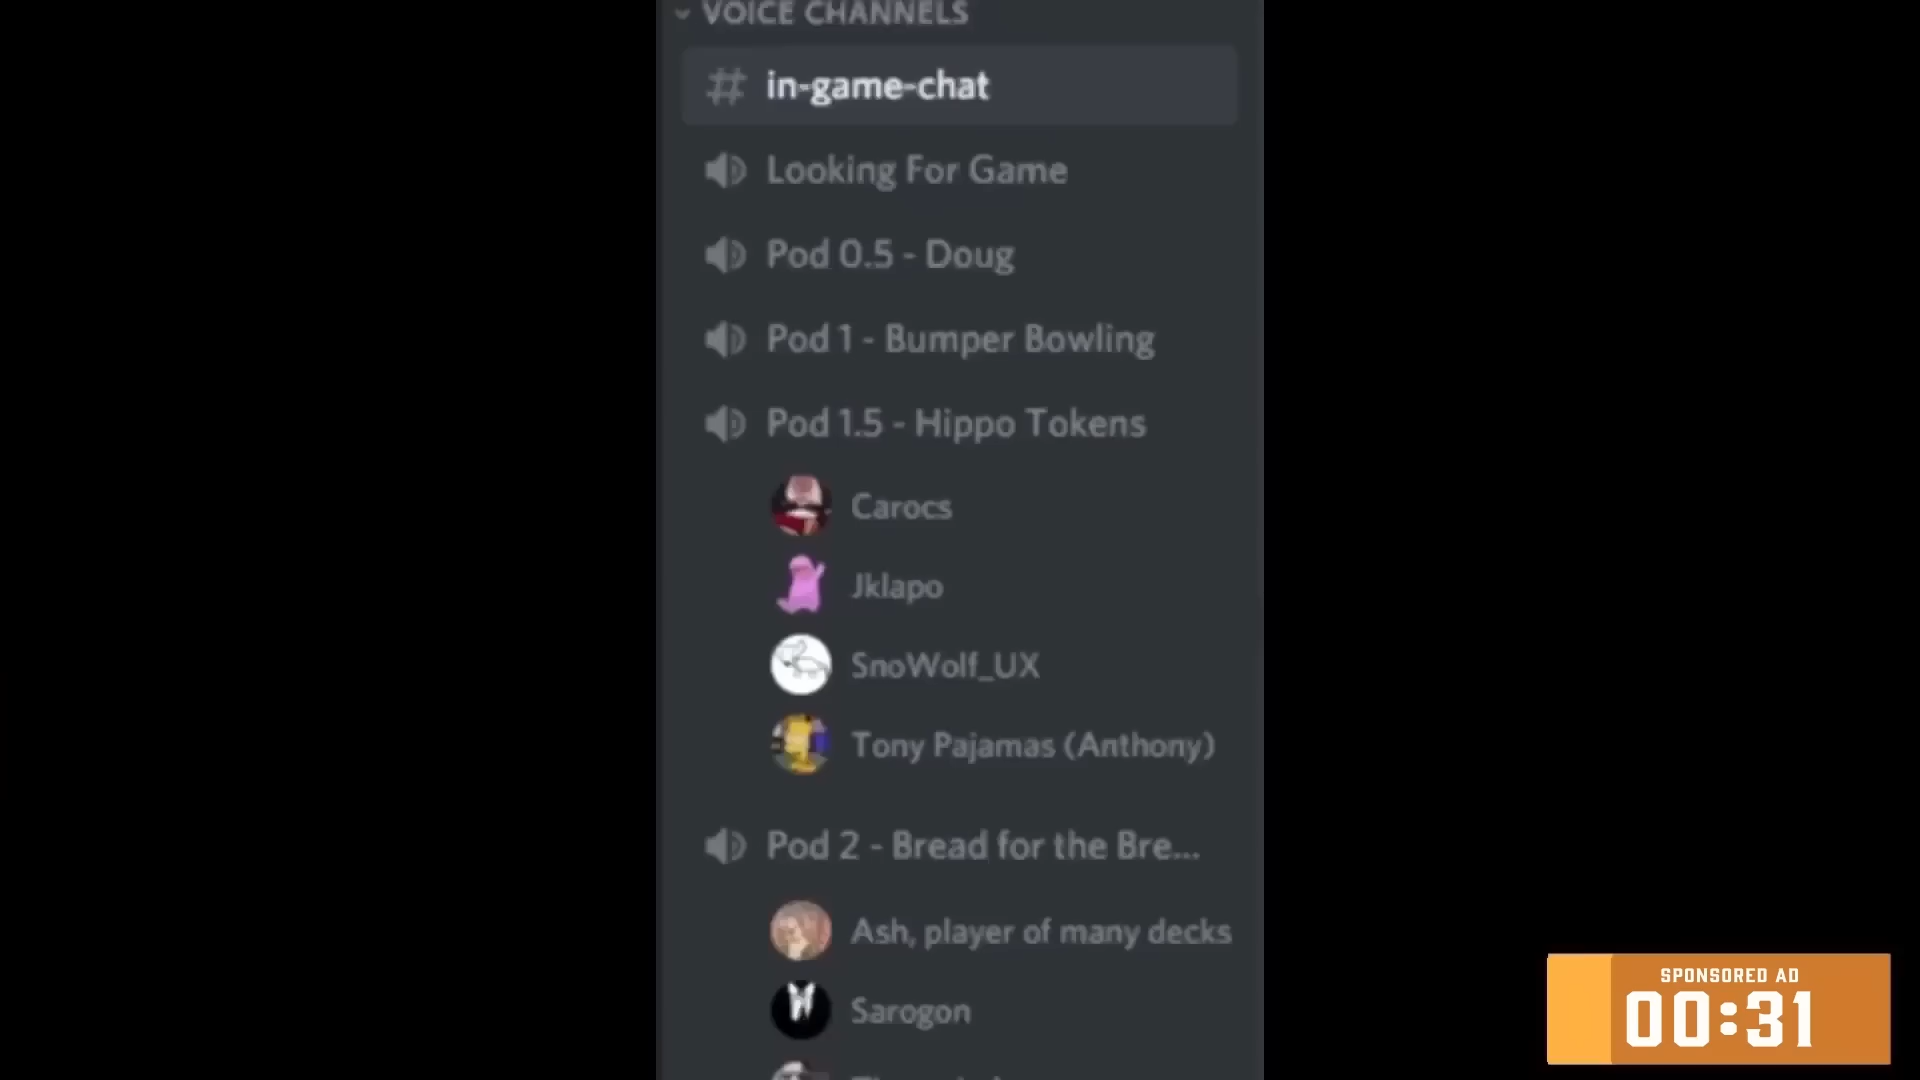 VOICE CHANNELS
# in-game-chat
Looking For Game
Pod 0.5 - Doug
Pod 1 - Bumper Bowling
Pod 1.5 - Hippo Tokens
Carocs
Jklapo
SnoWolf_UX
Tony Pajamas (Anthony)
Pod 2 - Bread for the Bre...
Ash, player of many decks
Sarogon
SPONSORED AD
00:31